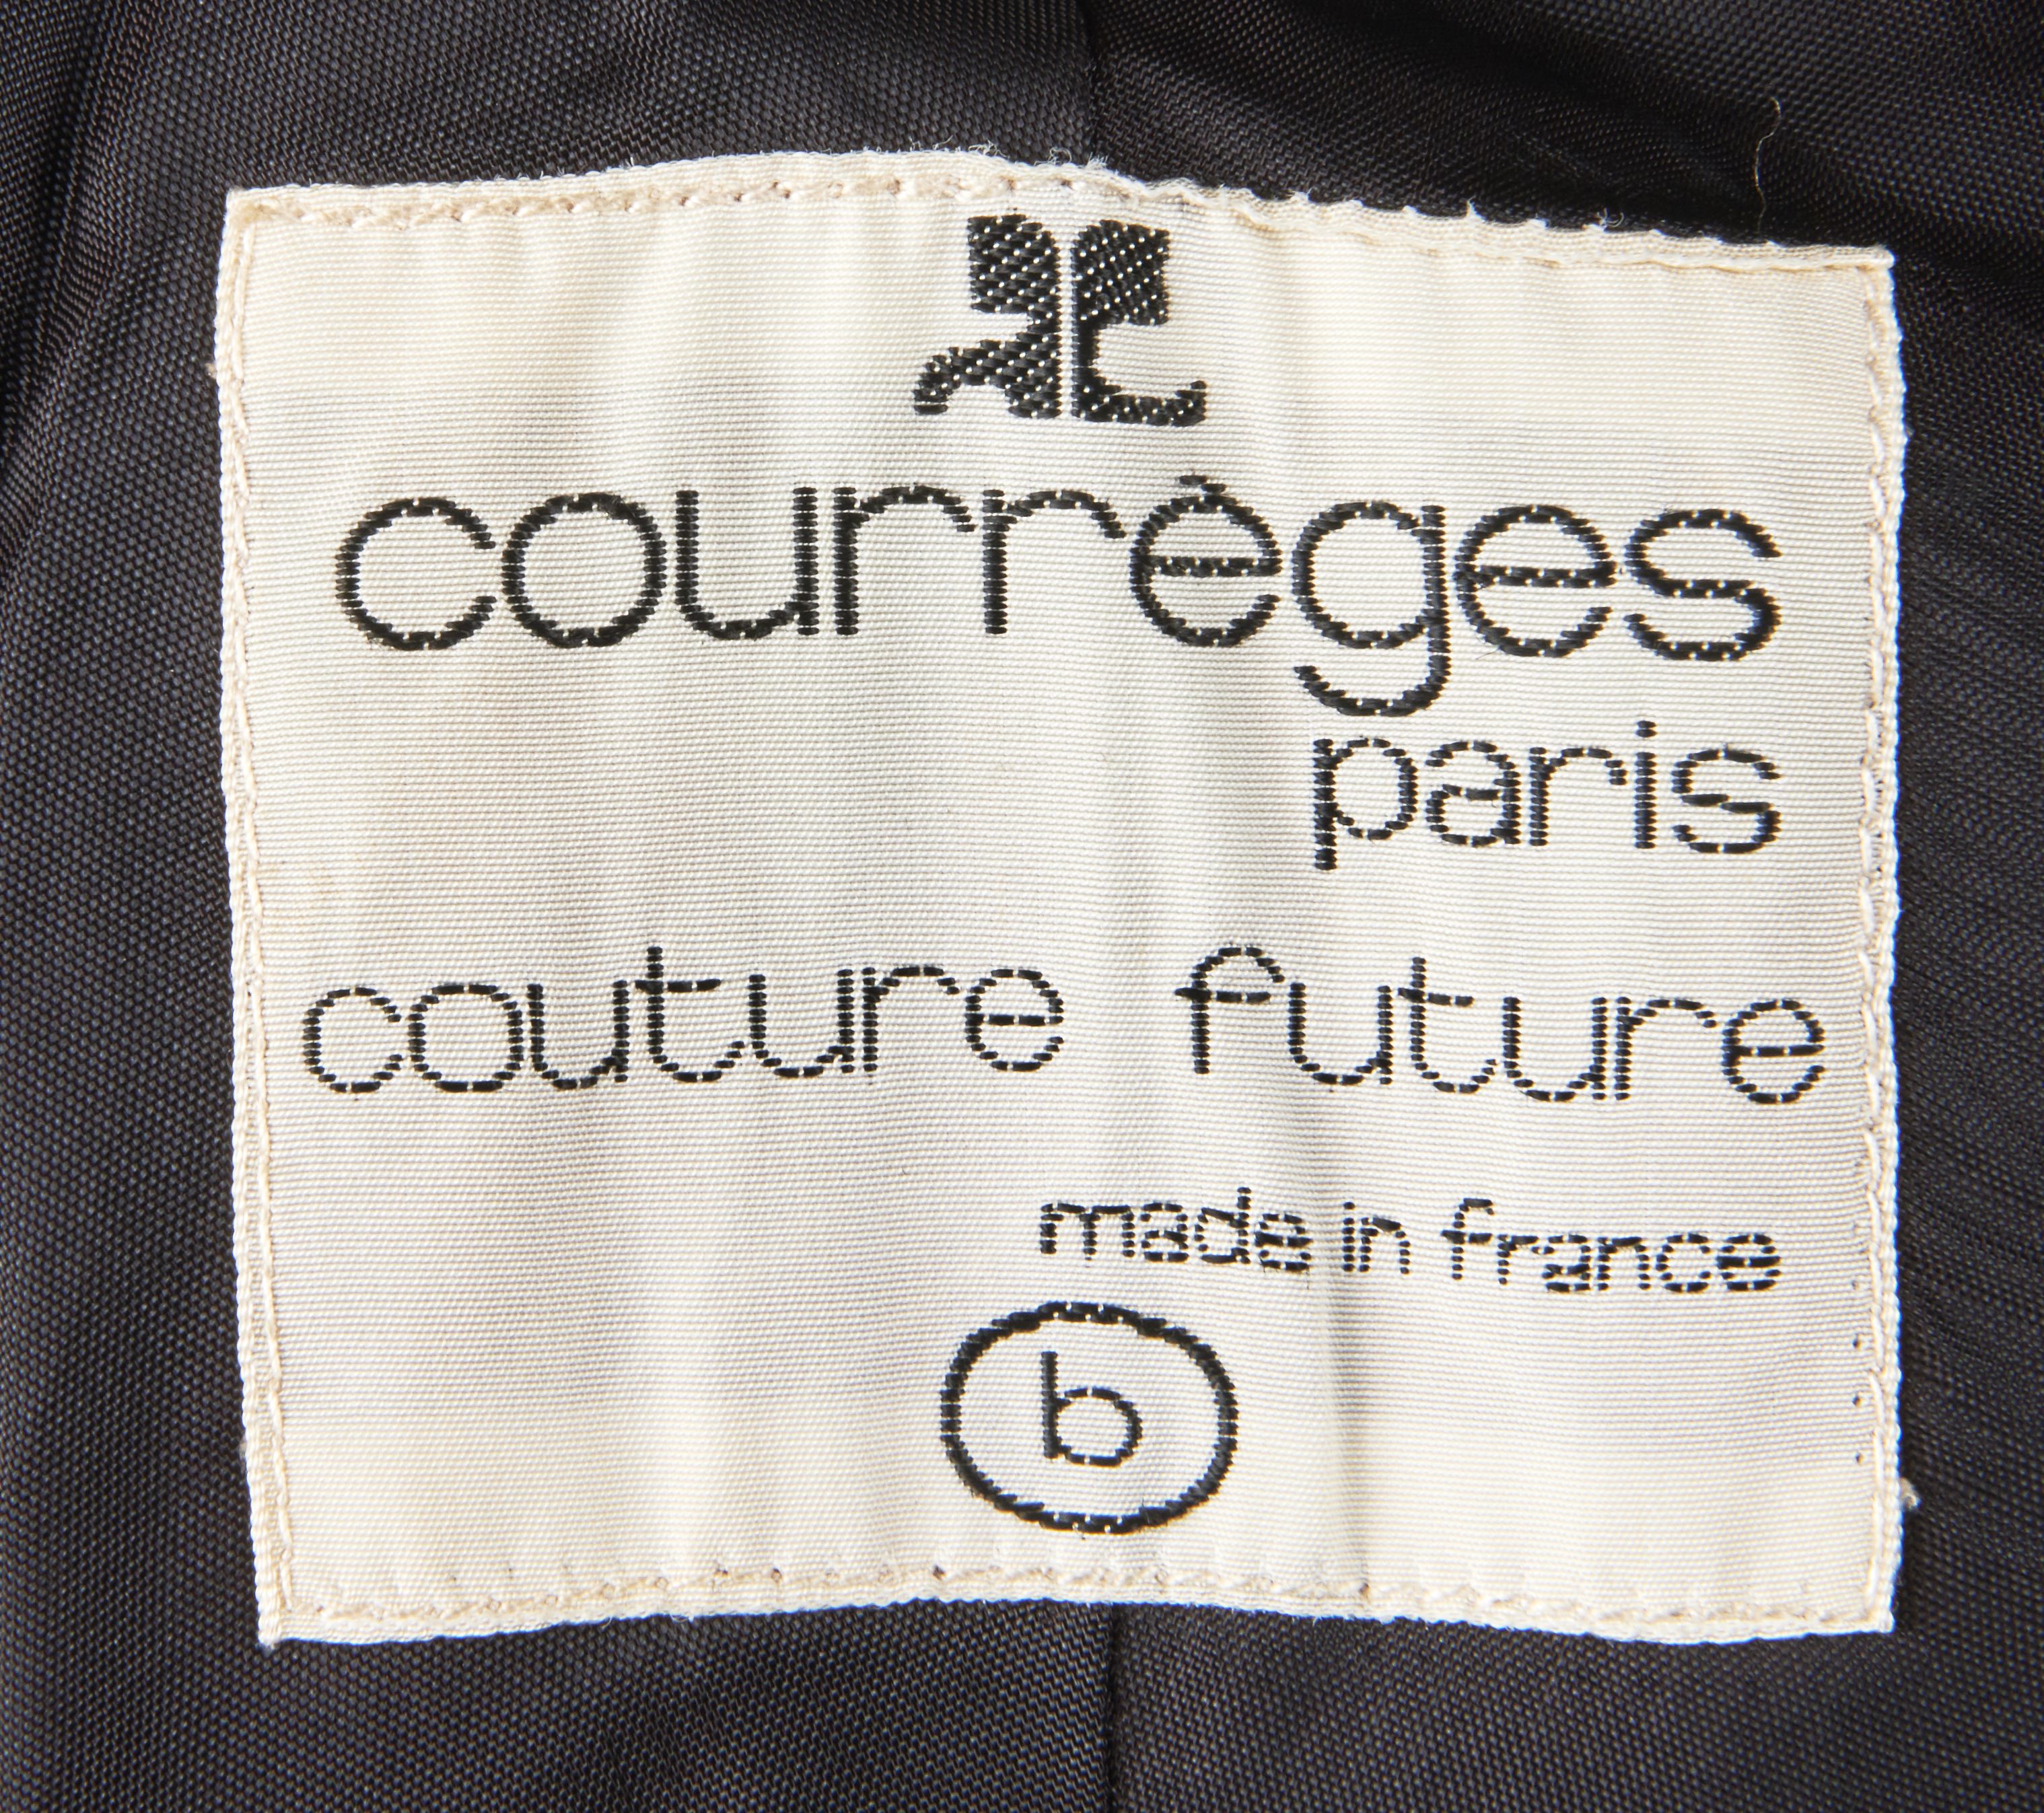 courrèges
paris
couture future
made in france
b